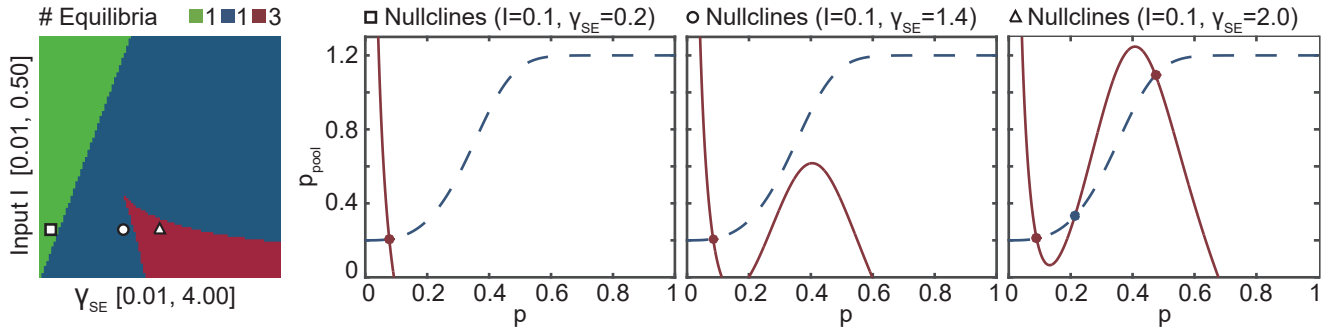 # Equilibria 1 1 3
Input I [0.01, 0.50]
γSE [0.01, 4.00]
Nullclines (I=0.1, γSE=0.2)
1.2
0.8
0.4
0
ppool
0 0.2 0.4 0.6 0.8 1
p
Nullclines (I=0.1, γSE=1.4)
0 0.2 0.4 0.6 0.8 1
p
Nullclines (I=0.1, γSE=2.0)
0 0.2 0.4 0.6 0.8 1
p